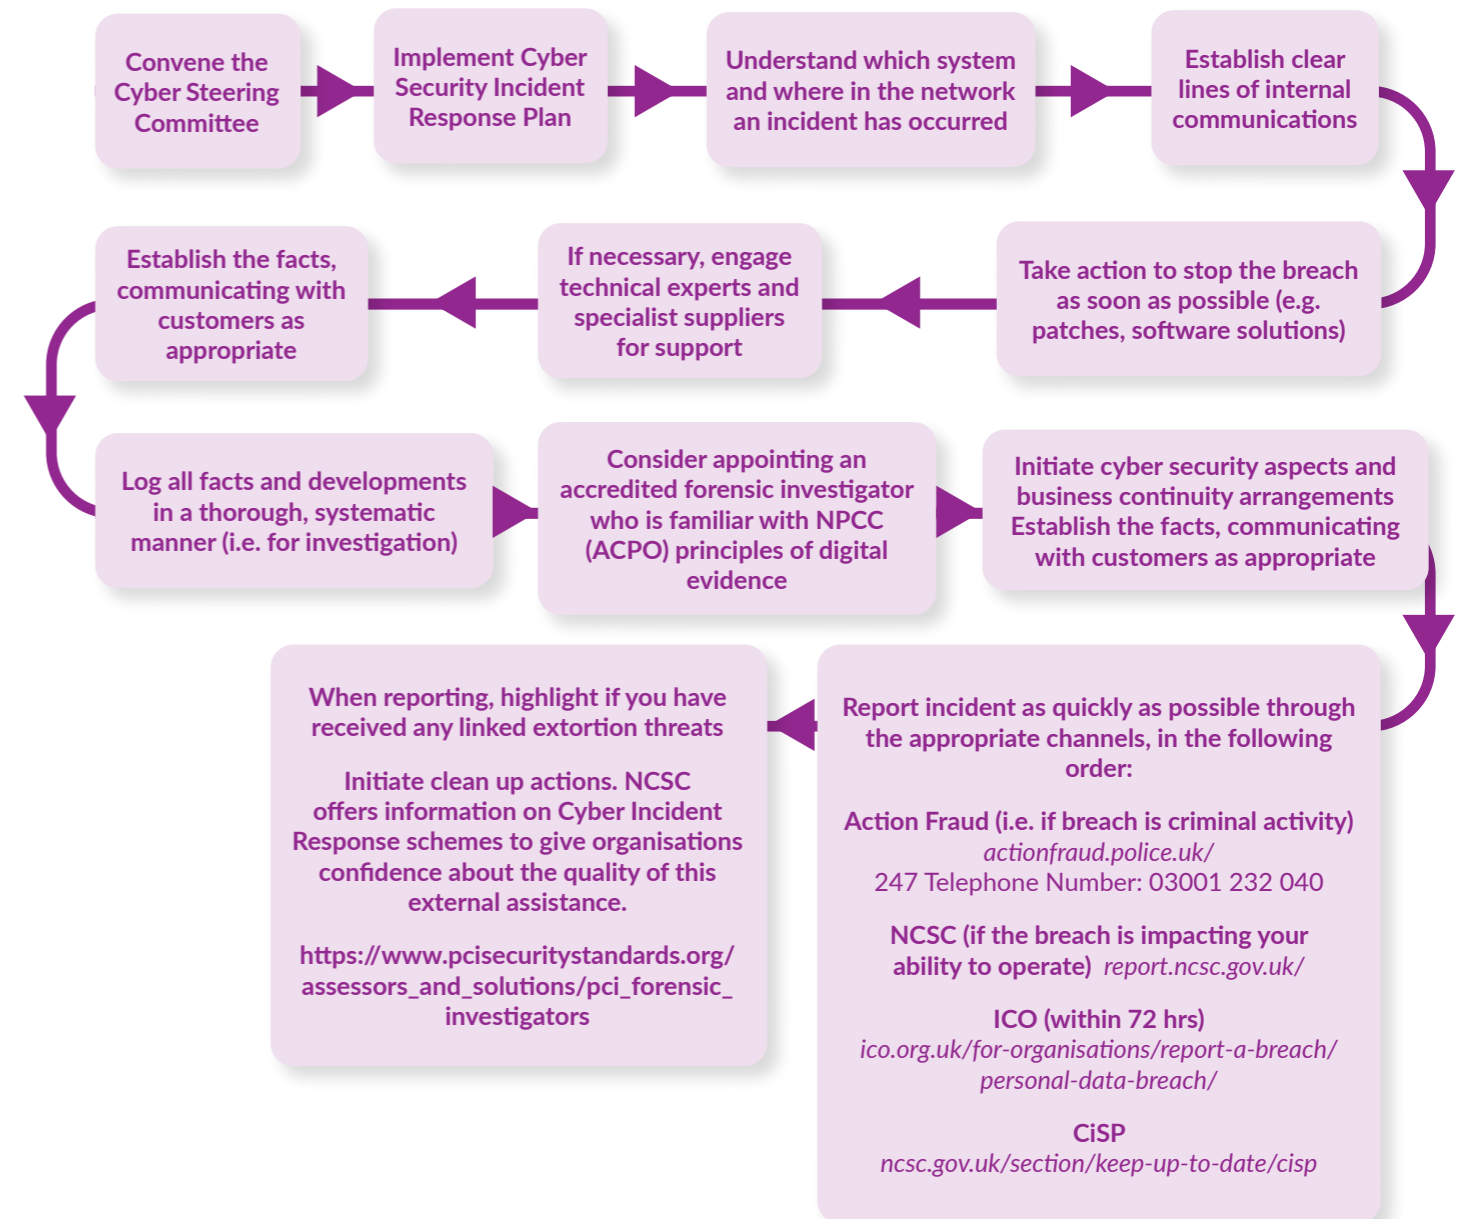 Convene the
Cyber Steering
Committee
Implement Cyber
Security Incident
Response Plan
Understand which system
and where in the network
an incident has occurred
Establish clear
lines of internal
communications
Take action to stop the breach
as soon as possible (e.g.
patches, software solutions)
If necessary, engage
technical experts and
specialist suppliers
for support
Establish the facts,
communicating with
customers as
appropriate
Log all facts and developments
in a thorough, systematic
manner (i.e. for investigation)
Consider appointing an
accredited forensic investigator
who is familiar with NPCC
(ACPO) principles of digital
evidence
Initiate cyber security aspects and
business continuity arrangements
Establish the facts, communicating
with customers as appropriate
Report incident as quickly as possible through
the appropriate channels, in the following
order:
Action Fraud (i.e. if breach is criminal activity)
actionfraud.police.uk/
247 Telephone Number: 03001 232 040
NCSC (if the breach is impacting your
ability to operate) report.ncsc.gov.uk/
ICO (within 72 hrs)
ico.org.uk/for-organisations/report-a-breach/
personal-data-breach/
CiSP
ncsc.gov.uk/section/keep-up-to-date/cisp
When reporting, highlight if you have
received any linked extortion threats
Initiate clean up actions. NCSC
offers information on Cyber Incident
Response schemes to give organisations
confidence about the quality of this
external assistance.
https://www.pcisecuritystandards.org/
assessors_and_solutions/pci_forensic_
investigators